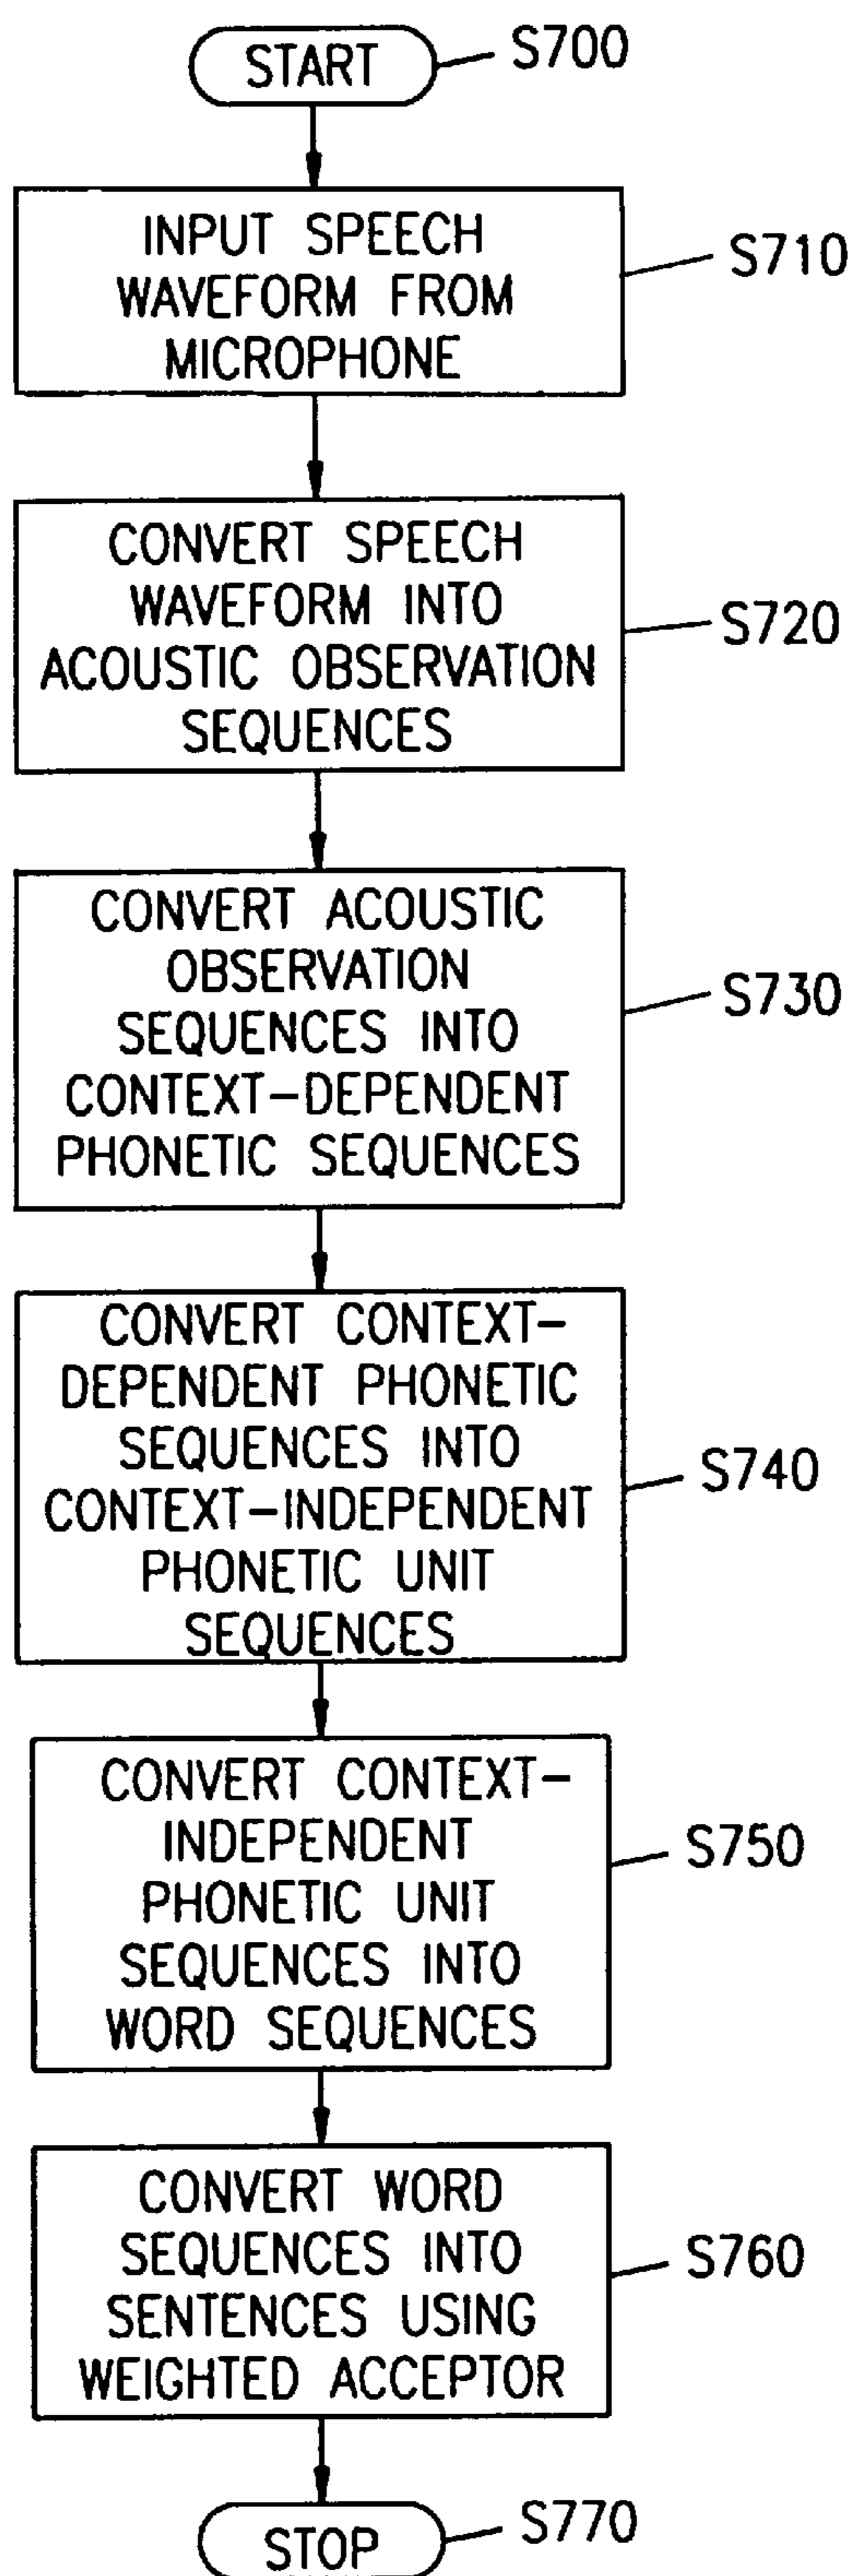 START
S700
INPUT SPEECH
WAVEFORM FROM
MICROPHONE
S710
CONVERT SPEECH
WAVEFORM INTO
ACOUSTIC OBSERVATION
SEQUENCES
S720
CONVERT ACOUSTIC
OBSERVATION
SEQUENCES INTO
CONTEXT-DEPENDENT
PHONETIC SEQUENCES
S730
CONVERT CONTEXT-
DEPENDENT PHONETIC
SEQUENCES INTO
CONTEXT-INDEPENDENT
PHONETIC UNIT
SEQUENCES
S740
CONVERT CONTEXT-
INDEPENDENT
PHONETIC UNIT
SEQUENCES INTO
WORD SEQUENCES
S750
CONVERT WORD
SEQUENCES INTO
SENTENCES USING
WEIGHTED ACCEPTOR
S760
STOP
S770